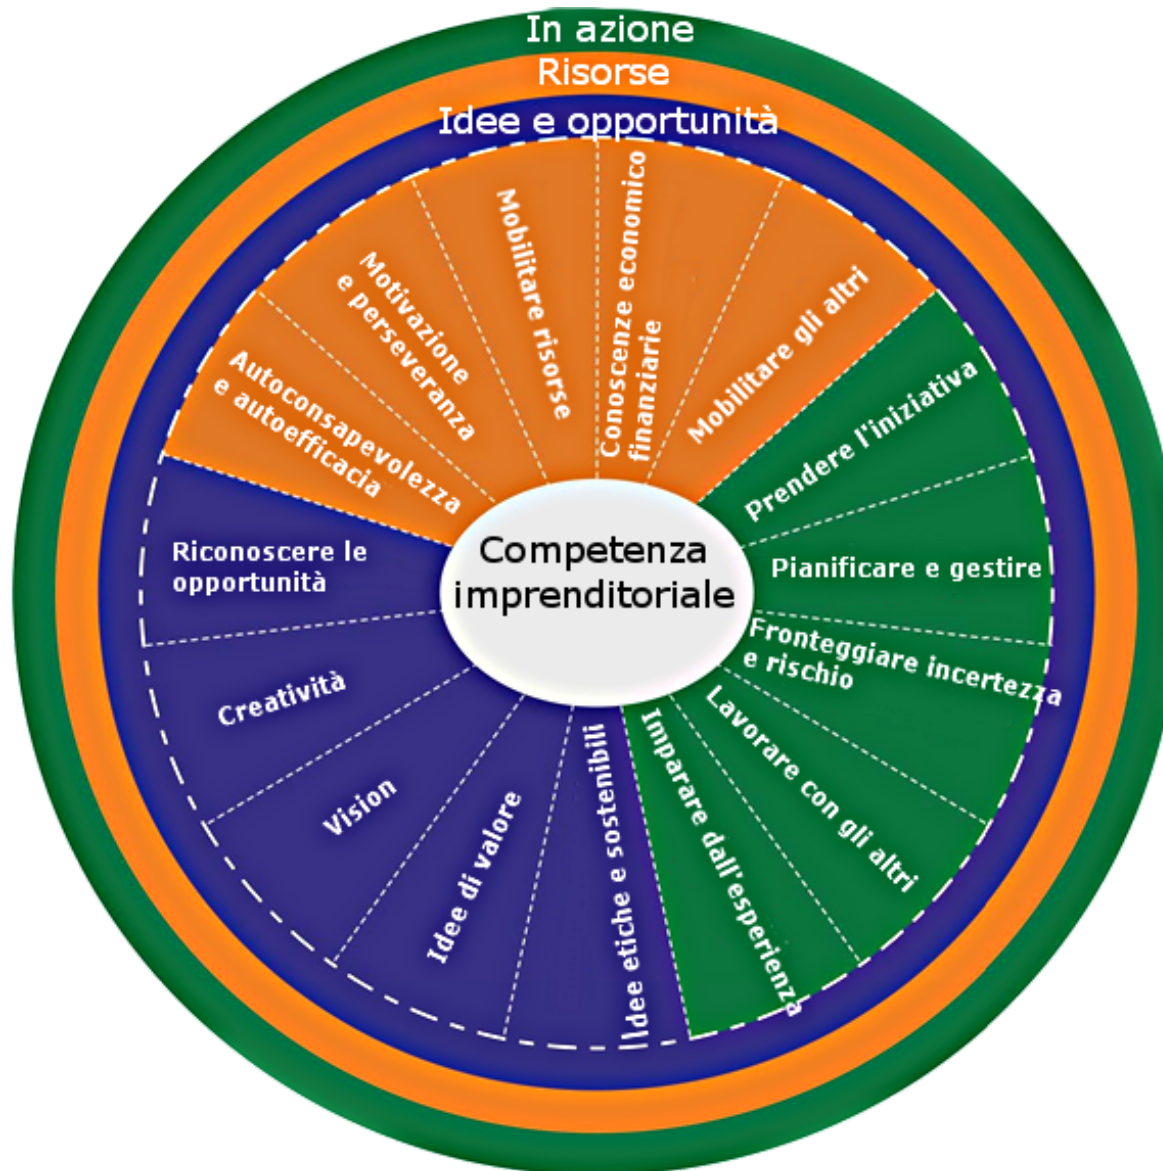 In azione
Risorse
Idee e opportunità
Autoconsapevolezza
e autoefficacia
Motivazione
e perseveranza
Mobilitare risorse
Conoscenze economico
finanziarie
Mobilitare gli altri
Prendere l'iniziativa
Pianificare e gestire
Fronteggiare incertezza
e rischio
Lavorare con gli altri
Imparare dall'esperienza
Idee etiche e sostenibili
Idee di valore
Vision
Creatività
Riconoscere le
opportunità
Competenza
imprenditoriale